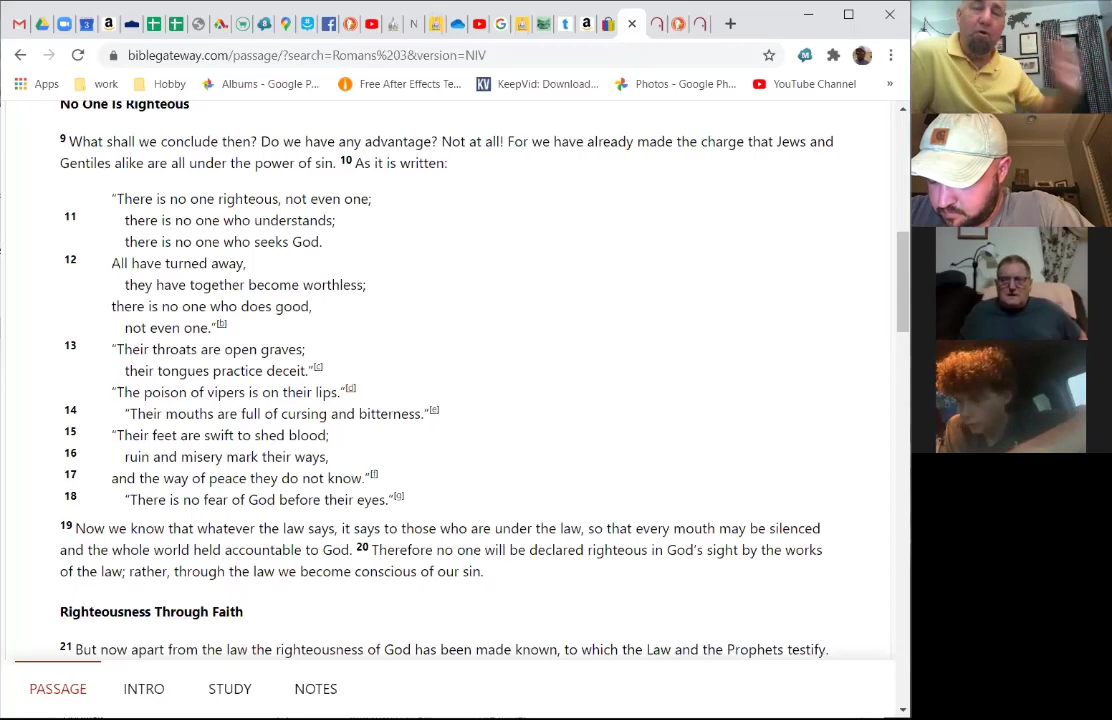 biblegateway.com/passage/?search=Romans%203&version=NIV
Apps work Hobby Albums - Google P... Free After Effects Te... KeepVid: Download... Photos - Google P... YouTube Channel »
No One Is Righteous
9 What shall we conclude then? Do we have any advantage? Not at all! For we have already made the charge that Jews and
Gentiles alike are all under the power of sin. 10 As it is written:
“There is no one righteous, not even one;
11 there is no one who understands;
there is no one who seeks God.
12 All have turned away,
they have together become worthless;
there is no one who does good,
not even one.”[b]
13 “Their throats are open graves;
their tongues practice deceit.”[c]
“The poison of vipers is on their lips.”[d]
14 “Their mouths are full of cursing and bitterness.”[e]
15 “Their feet are swift to shed blood;
16 ruin and misery mark their ways,
17 and the way of peace they do not know.”[f]
18 “There is no fear of God before their eyes.”[g]
19 Now we know that whatever the law says, it says to those who are under the law, so that every mouth may be silenced
and the whole world held accountable to God. 20 Therefore no one will be declared righteous in God’s sight by the works
of the law; rather, through the law we become conscious of our sin.
Righteousness Through Faith
21 But now apart from the law the righteousness of God has been made known, to which the Law and the Prophets testify.
PASSAGE INTRO STUDY NOTES